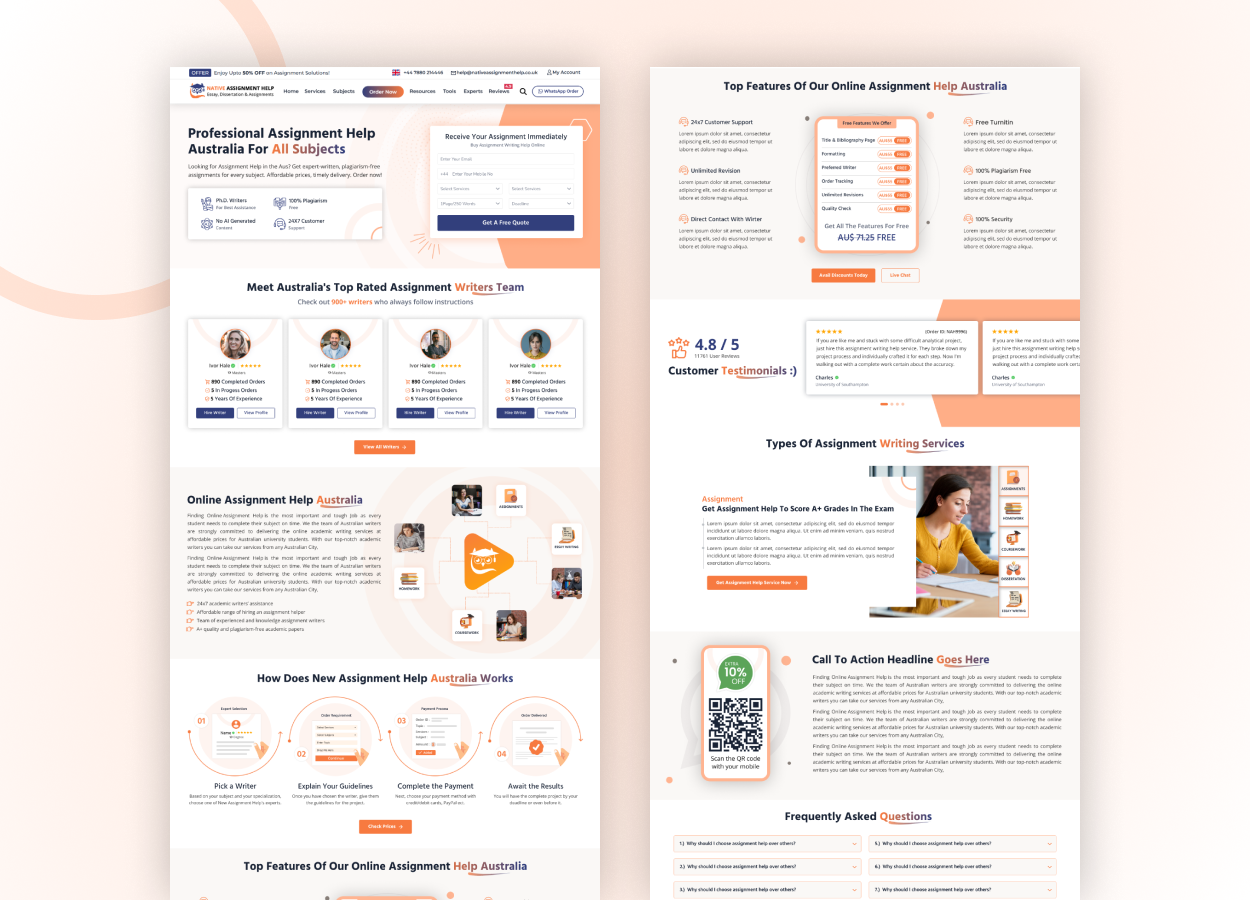 OFFER Enjoy Upto 50% OFF on Assignment Solutions!
+44 7880 214446 help@nativeassignmenthelp.co.uk My Account
NATIVE ASSIGNMENT HELP
Essay, Dissertation & Assignments
Home Services Subjects Order Now Resources Tools Experts Reviews WhatsApp Order
Professional Assignment Help
Australia For All Subjects
Looking for Assignment Help in the Aus? Get expert-written, plagiarism-free
assignments for every subject. Affordable prices, timely delivery. Order now!
Ph.D. Writers
For Best Assistance
100% Plagiarism
Free
No AI Generated
Content
24X7 Customer
Support
Receive Your Assignment Immediately
Buy Assignment Writing Help Online
Enter Your Email
+44 Enter Your Mobile No
Select Services Select Services
1Page/250 Words Deadline
Get A Free Quote
Meet Australia's Top Rated Assignment Writers Team
Check out 900+ writers who always follow instructions
Ivor Hale Ivor Hale Ivor Hale Ivor Hale
Masters Masters Masters Masters
890 Completed Orders 890 Completed Orders 890 Completed Orders 890 Completed Orders
5 In Progess Orders 5 In Progess Orders 5 In Progess Orders 5 In Progess Orders
5 Years Of Experience 5 Years Of Experience 5 Years Of Experience 5 Years Of Experience
Hire Writer View Profile Hire Writer View Profile Hire Writer View Profile Hire Writer View Profile
View All Writers
Online Assignment Help Australia
Finding Online Assignment Help is the most important and tough job as every
student needs to complete their subject on time. We the team of Australian writers
are strongly committed to delivering the online academic writing services at
affordable prices for Australian university students. With our top-notch academic
writers you can take our services from any Australian City.
Finding Online Assignment Help is the most important and tough job as every
student needs to complete their subject on time. We the team of Australian writers
are strongly committed to delivering the online academic writing services at
affordable prices for Australian university students. With our top-notch academic
writers you can take our services from any Australian City.
24x7 academic writers' assistance
Affordable range of hiring an assignment helper
Team of experienced and knowledge assignment writers
A+ quality and plagiarism-free academic papers
ASSIGNMENTS
ESSAY WRITING
HOMEWORK
COURSEWORK
How Does New Assignment Help Australia Works
01
Expert Selection
02
Order Requirement
Continue
03
Payment Process
04
Order Delivered
Pick a Writer
Based on your subject and your specialization,
choose one of New Assignment Help's experts.
Explain Your Guidelines
Once you have chosen the writer, give them
the guidelines for the project.
Complete the Payment
Next, choose your payment method with
credit/debit cards, PayPal ect.
Await the Results
You will have the complete project by your
deadline or even before it.
Check Prices
Top Features Of Our Online Assignment Help Australia
Top Features Of Our Online Assignment Help Australia
24x7 Customer Support
Lorem ipsum dolor sit amet, consectetur
adipiscing elit, sed do eiusmod tempor ut
labore et dolore magna aliqua.
Unlimited Revision
Lorem ipsum dolor sit amet, consectetur
adipiscing elit, sed do eiusmod tempor ut
labore et dolore magna aliqua.
Direct Contact With Wirter
Lorem ipsum dolor sit amet, consectetur
adipiscing elit, sed do eiusmod tempor ut
labore et dolore magna aliqua.
Free Features We Offer
Title & Bibliography Page FREE
Formatting FREE
Preferred Writer FREE
Order Tracking FREE
Unlimited Revisions FREE
Quality Check FREE
Get All The Features For Free
AU$ 71.25 FREE
Free Turnitin
Lorem ipsum dolor sit amet, consectetur
adipiscing elit, sed do eiusmod tempor ut
labore et dolore magna aliqua.
100% Plagiarism Free
Lorem ipsum dolor sit amet, consectetur
adipiscing elit, sed do eiusmod tempor ut
labore et dolore magna aliqua.
100% Security
Lorem ipsum dolor sit amet, consectetur
adipiscing elit, sed do eiusmod tempor ut
labore et dolore magna aliqua.
Avail Discounts Today Live Chat
4.8 / 5
11761 User Reviews
Customer Testimonials :)
(Order ID: NAH9996)
If you are like me and stuck with some difficult analytical project,
just hire this assignment writing help service. They broke down my
project process and individually crafted it for each step. Now I'm
walking out with a complete work certain about the accuracy.
Charles
University of Southampton
If you are like me and stuck with some
just hire this assignment writing help s
project process and individually crafte
walking out with a complete work certa
Charles
University of Southampton
Types Of Assignment Writing Services
Assignment
Get Assignment Help To Score A+ Grades In The Exam
Lorem ipsum dolor sit amet, consectetur adipiscing elit, sed do eiusmod tempor
incididunt ut labore et dolore magna aliqua. Ut enim ad minim veniam, quis nostrud
exercitation ullamco laboris.
Lorem ipsum dolor sit amet, consectetur adipiscing elit, sed do eiusmod tempor
incididunt ut labore et dolore magna aliqua. Ut enim ad minim veniam, quis nostrud
exercitation ullamco laboris.
Get Assignment Help Service Now
ASSIGNMENTS
HOMEWORK
COURSEWORK
DISSERTATION
ESSAY WRITING
EXTRA
10%
OFF
Scan the QR code
with your mobile
Call To Action Headline Goes Here
Finding Online Assignment Help is the most important and tough job as every student needs to complete
their subject on time. We the team of Australian writers are strongly committed to delivering the online
academic writing services at affordable prices for Australian university students. With our top-notch academic
writers you can take our services from any Australian City,
Finding Online Assignment Help is the most important and tough job as every student needs to complete
their subject on time. We the team of Australian writers are strongly committed to delivering the online
academic writing services at affordable prices for Australian university students. With our top-notch academic
writers you can take our services from any Australian City,
Finding Online Assignment Help is the most important and tough job as every student needs to complete
their subject on time. We the team of Australian writers are strongly committed to delivering the online
academic writing services at affordable prices for Australian university students. With our top-notch academic
writers you can take our services from any Australian City,
Frequently Asked Questions
1.) Why should I choose assignment help over others? 5.) Why should I choose assignment help over others?
2.) Why should I choose assignment help over others? 6.) Why should I choose assignment help over others?
3.) Why should I choose assignment help over others? 7.) Why should I choose assignment help over others?